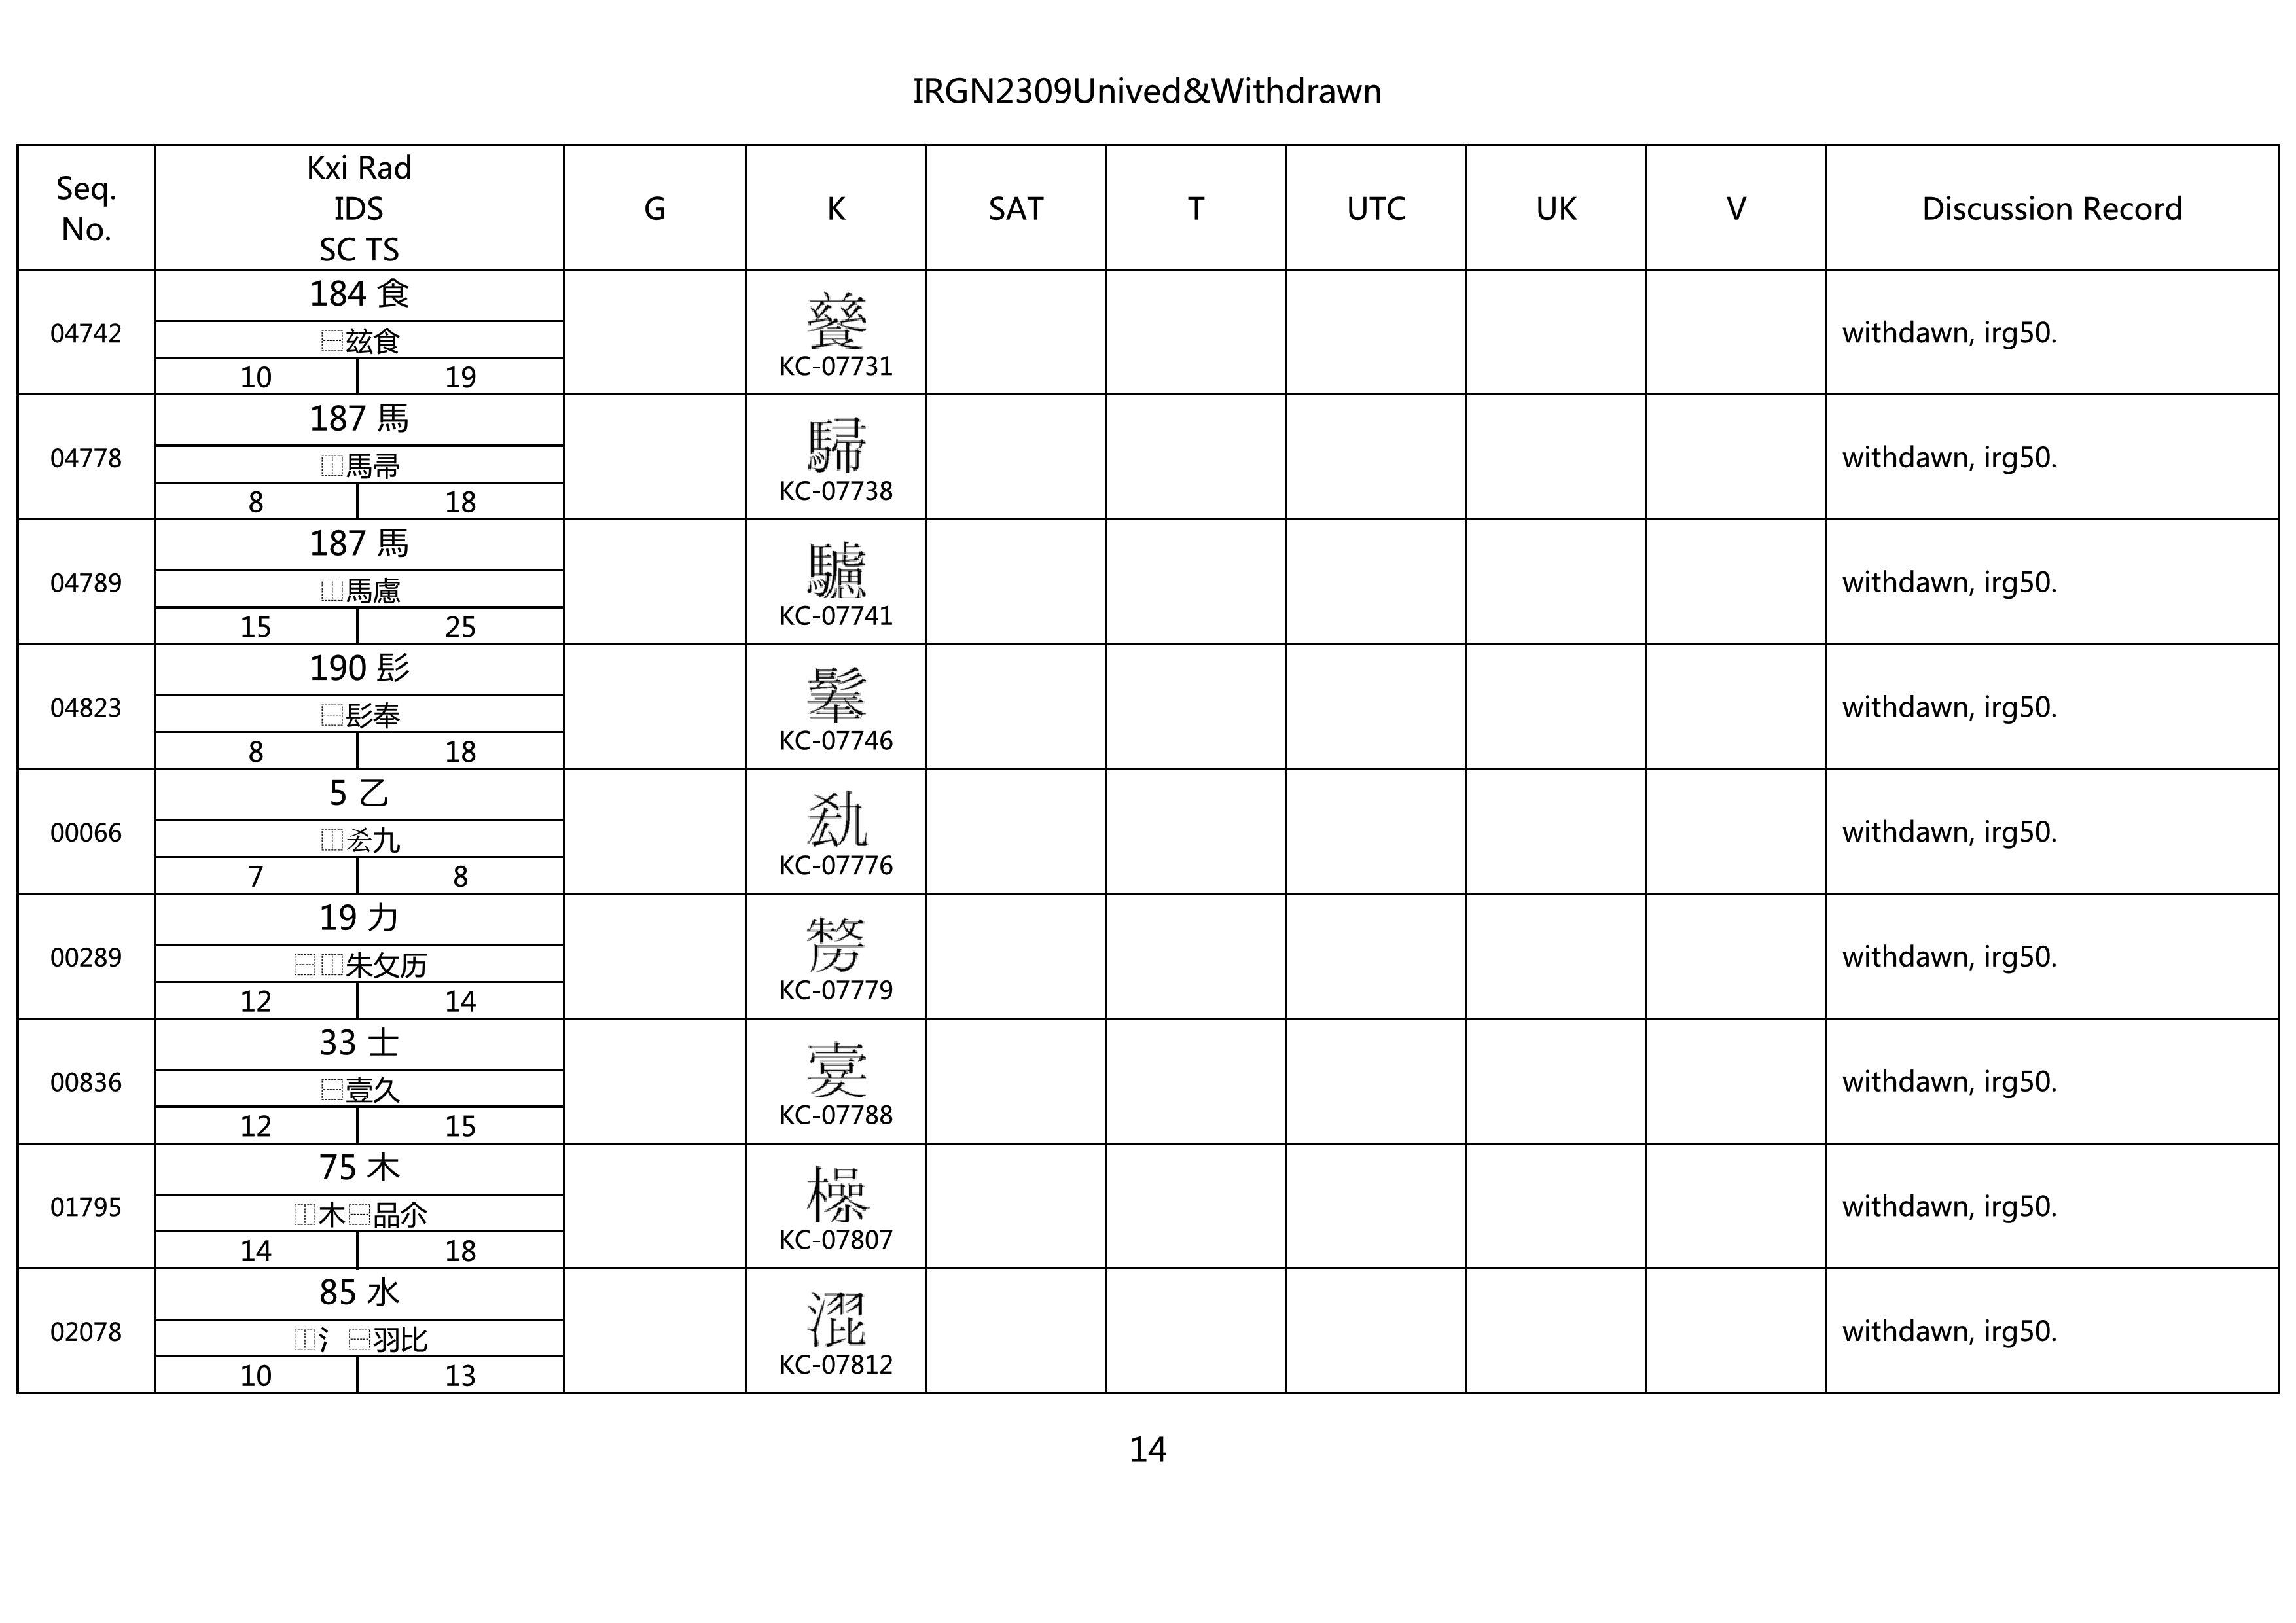 IRGN2309Unived&Withdrawn
Seq. No. Kxi Rad IDS SC TS G K SAT T UTC UK V Discussion Record
04742 184 食 withdawn, irg50.
⿱玆食
10 19 KC-07731
04778 187 馬 withdawn, irg50.
⿰馬帚
8 18 KC-07738
04789 187 馬 withdawn, irg50.
⿰馬慮
15 25 KC-07741
04823 190 髟 withdawn, irg50.
⿱髟奉
8 18 KC-07746
00066 5 乙 withdawn, irg50.
⿰㕠九
7 8 KC-07776
00289 19 力 withdawn, irg50.
⿱⿰朱攵历
12 14 KC-07779
00836 33 士 withdawn, irg50.
⿱壹久
12 15 KC-07788
01795 75 木 withdawn, irg50.
⿰木⿱品尒
14 18 KC-07807
02078 85 水 withdawn, irg50.
⿰氵⿱羽比
10 13 KC-07812
14